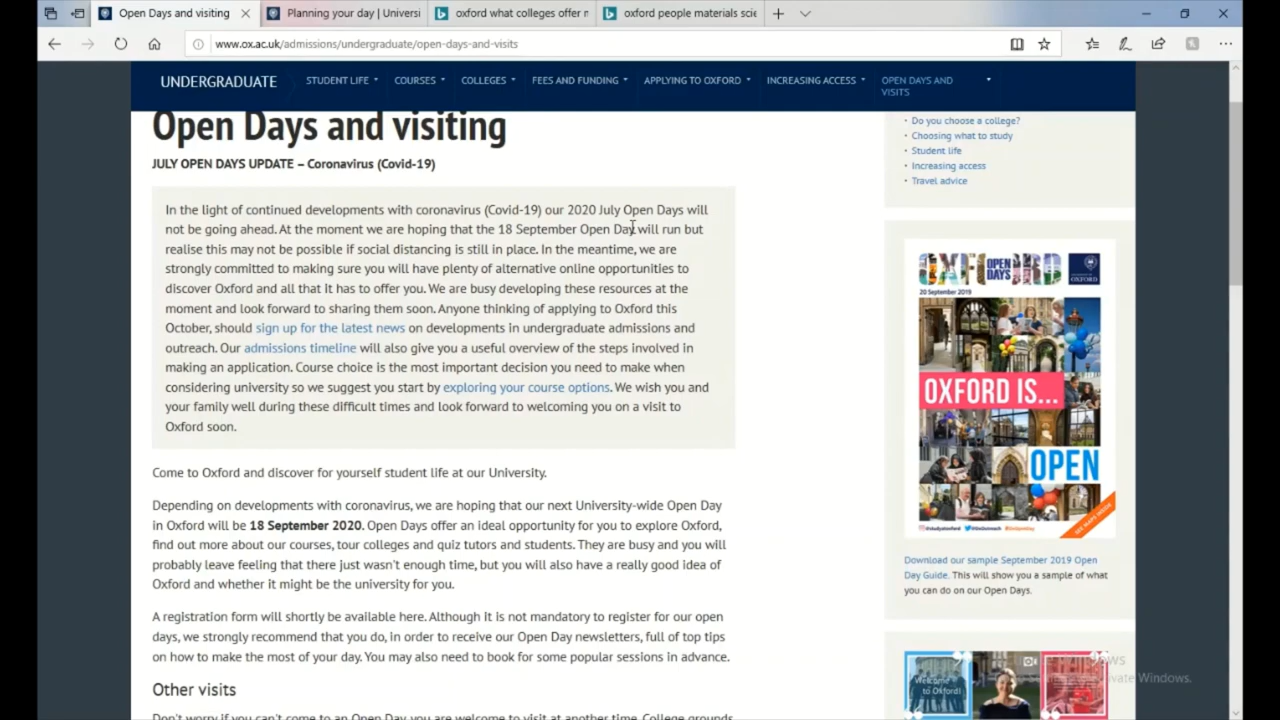 Open Days and visiting
Planning your day | Universi
oxford what colleges offer n
oxford people materials scie
www.ox.ac.uk/admissions/undergraduate/open-days-and-visits
UNDERGRADUATE
STUDENT LIFE
COURSES
COLLEGES
FEES AND FUNDING
APPLYING TO OXFORD
INCREASING ACCESS
OPEN DAYS AND
VISITS
Open Days and visiting
JULY OPEN DAYS UPDATE – Coronavirus (Covid-19)
In the light of continued developments with coronavirus (Covid-19) our 2020 July Open Days will
not be going ahead. At the moment we are hoping that the 18 September Open Day will run but
realise this may not be possible if social distancing is still in place. In the meantime, we are
strongly committed to making sure you will have plenty of alternative online opportunities to
discover Oxford and all that it has to offer you. We are busy developing these resources at the
moment and look forward to sharing them soon. Anyone thinking of applying to Oxford this
October, should sign up for the latest news on developments in undergraduate admissions and
outreach. Our admissions timeline will also give you a useful overview of the steps involved in
making an application. Course choice is the most important decision you need to make when
considering university so we suggest you start by exploring your course options. We wish you and
your family well during these difficult times and look forward to welcoming you on a visit to
Oxford soon.
Come to Oxford and discover for yourself student life at our University.
Depending on developments with coronavirus, we are hoping that our next University-wide Open Day
in Oxford will be 18 September 2020. Open Days offer an ideal opportunity for you to explore Oxford,
find out more about our courses, tour colleges and quiz tutors and students. They are busy and you will
probably leave feeling that there just wasn't enough time, but you will also have a really good idea of
Oxford and whether it might be the university for you.
A registration form will shortly be available here. Although it is not mandatory to register for our open
days, we strongly recommend that you do, in order to receive our Open Day newsletters, full of top tips
on how to make the most of your day. You may also need to book for some popular sessions in advance.
Other visits
Don't worry if you can't come to an Open Day you are welcome to visit at another time. College grounds
Do you choose a college?
Choosing what to study
Student life
Increasing access
Travel advice
OXFORD OPEN DAYS
UNIVERSITY OF OXFORD
20 September 2019
OXFORD IS...
OPEN
SEE MAPS INSIDE
Download our sample September 2019 Open
Day Guide. This will show you a sample of what
you can do on our Open Days.
Welcome
to Oxford!